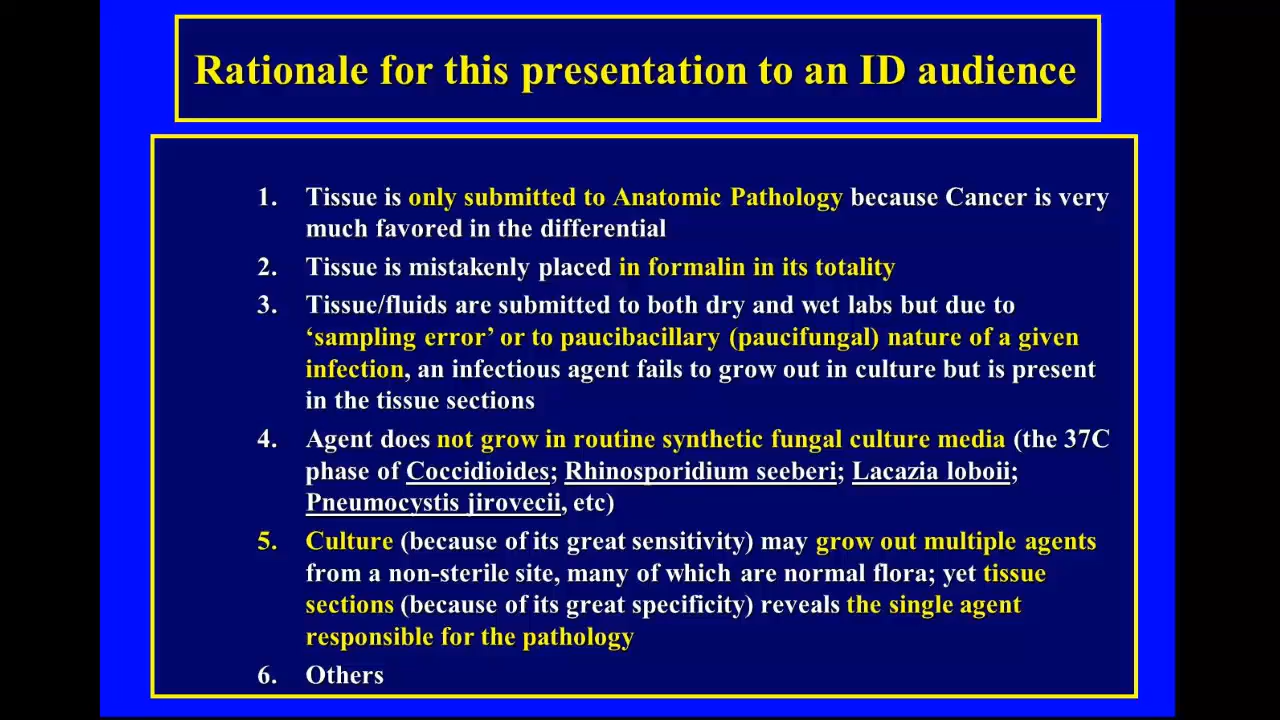 Rationale for this presentation to an ID audience
1. Tissue is only submitted to Anatomic Pathology because Cancer is very
much favored in the differential
2. Tissue is mistakenly placed in formalin in its totality
3. Tissue/fluids are submitted to both dry and wet labs but due to
‘sampling error’ or to paucibacillary (paucifungal) nature of a given
infection, an infectious agent fails to grow out in culture but is present
in the tissue sections
4. Agent does not grow in routine synthetic fungal culture media (the 37C
phase of Coccidioides; Rhinosporidium seeberi; Lacazia loboii;
Pneumocystis jirovecii, etc)
5. Culture (because of its great sensitivity) may grow out multiple agents
from a non-sterile site, many of which are normal flora; yet tissue
sections (because of its great specificity) reveals the single agent
responsible for the pathology
6. Others